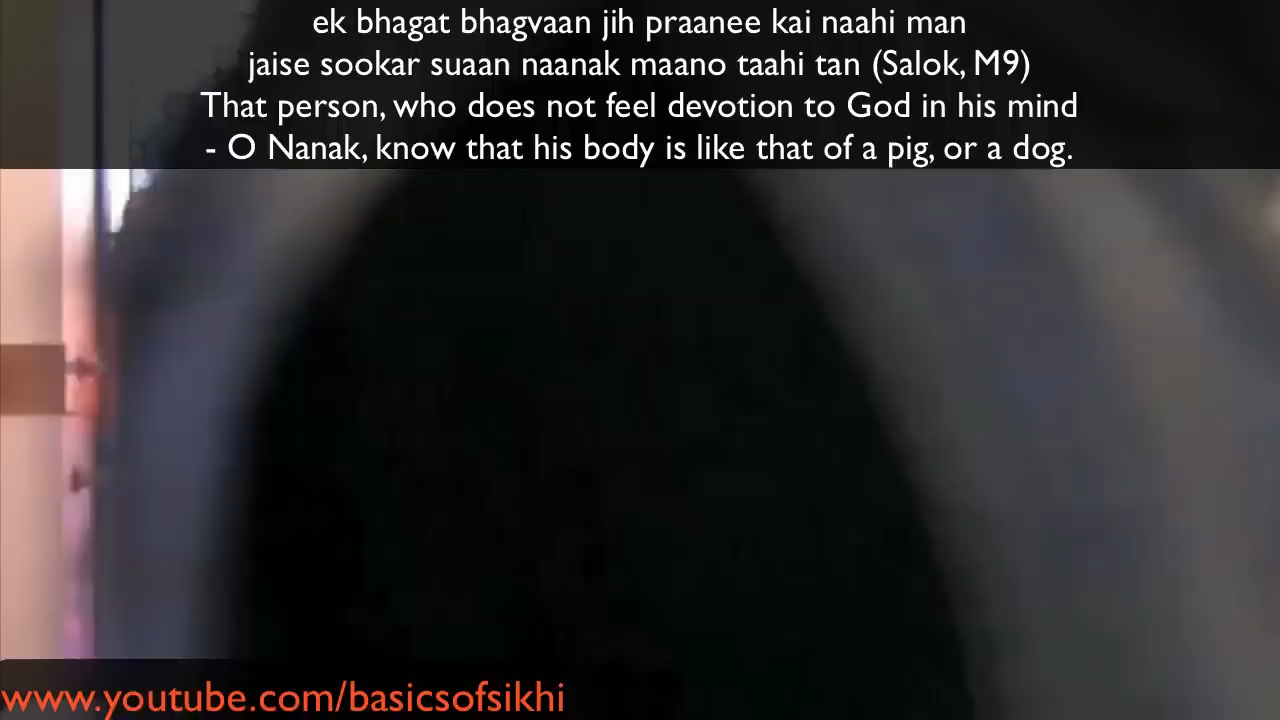 ek bhagat bhagvaan jih praanee kai naahi man
jaise sookar suaan naanak maano taahi tan (Salok, M9)
That person, who does not feel devotion to God in his mind
- O Nanak, know that his body is like that of a pig, or a dog.
www.youtube.com/basicsofsikhi